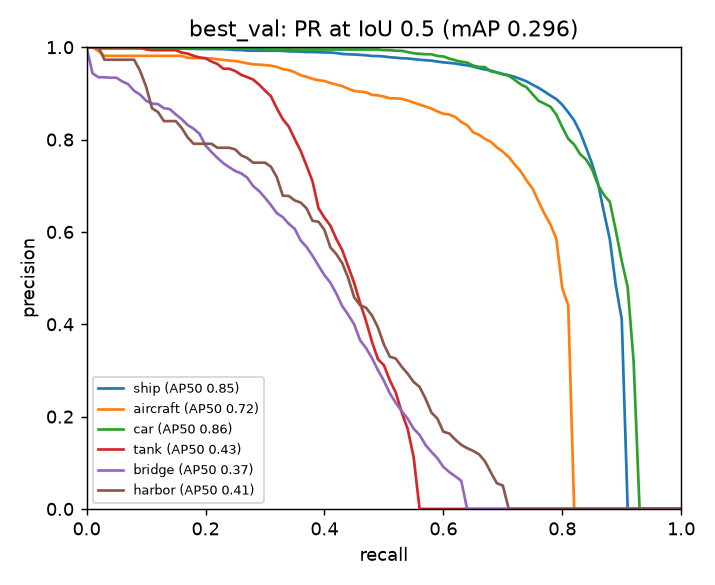 best_val: PR at IoU 0.5 (mAP 0.296)
precision
1.0
0.8
0.6
0.4
0.2
0.0
ship (AP50 0.85)
aircraft (AP50 0.72)
car (AP50 0.86)
tank (AP50 0.43)
bridge (AP50 0.37)
harbor (AP50 0.41)
0.0 0.2 0.4 0.6 0.8 1.0
recall